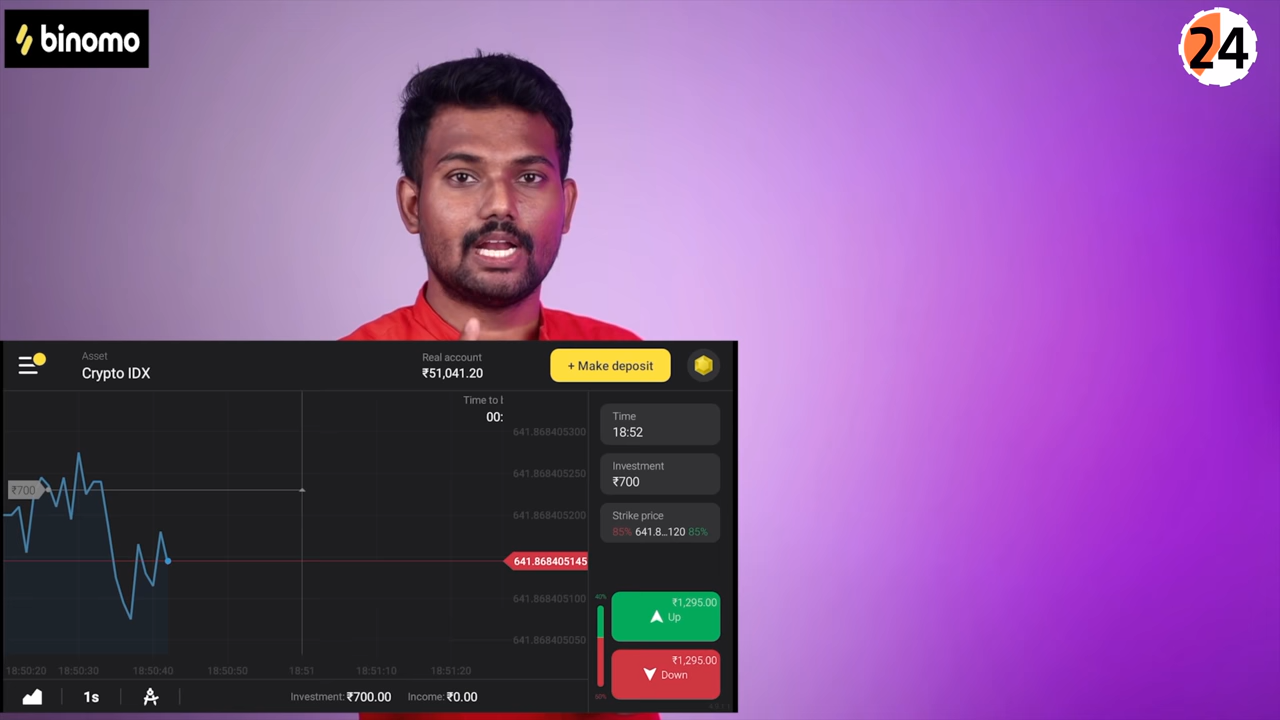 binomo
24
Asset
Crypto IDX
Real account
₹51,041.20
+ Make deposit
Time to
00:
641.868405300
641.868405250
641.868405200
641.868405145
641.868405100
641.868405050
₹700
Time
18:52
Investment
₹700
Strike price
85% 641.8...120 85%
40%
₹1,295.00
Up
₹1,295.00
Down
60%
18:50:20 18:50:30 18:50:40 18:50:50 18:51 18:51:10 18:51:20
1s
Investment: ₹700.00 Income: ₹0.00